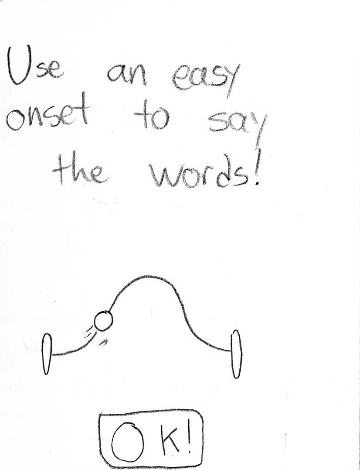 Use an easy
onset to say
the words!
OK!